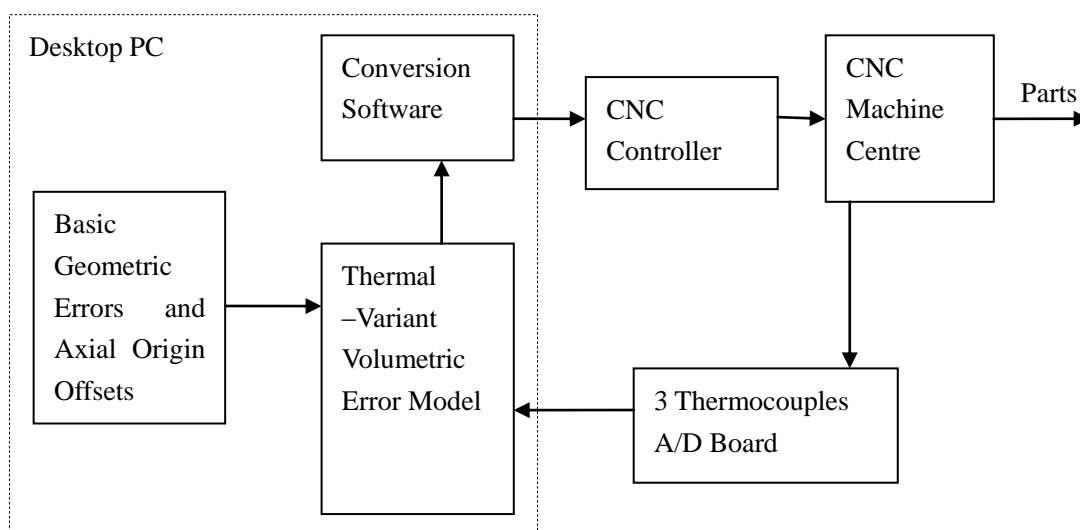 Desktop PC
Conversion
Software
CNC
Controller
CNC
Machine
Centre
Parts
Basic
Geometric
Errors and
Axial Origin
Offsets
Thermal
–Variant
Volumetric
Error Model
3 Thermocouples
A/D Board